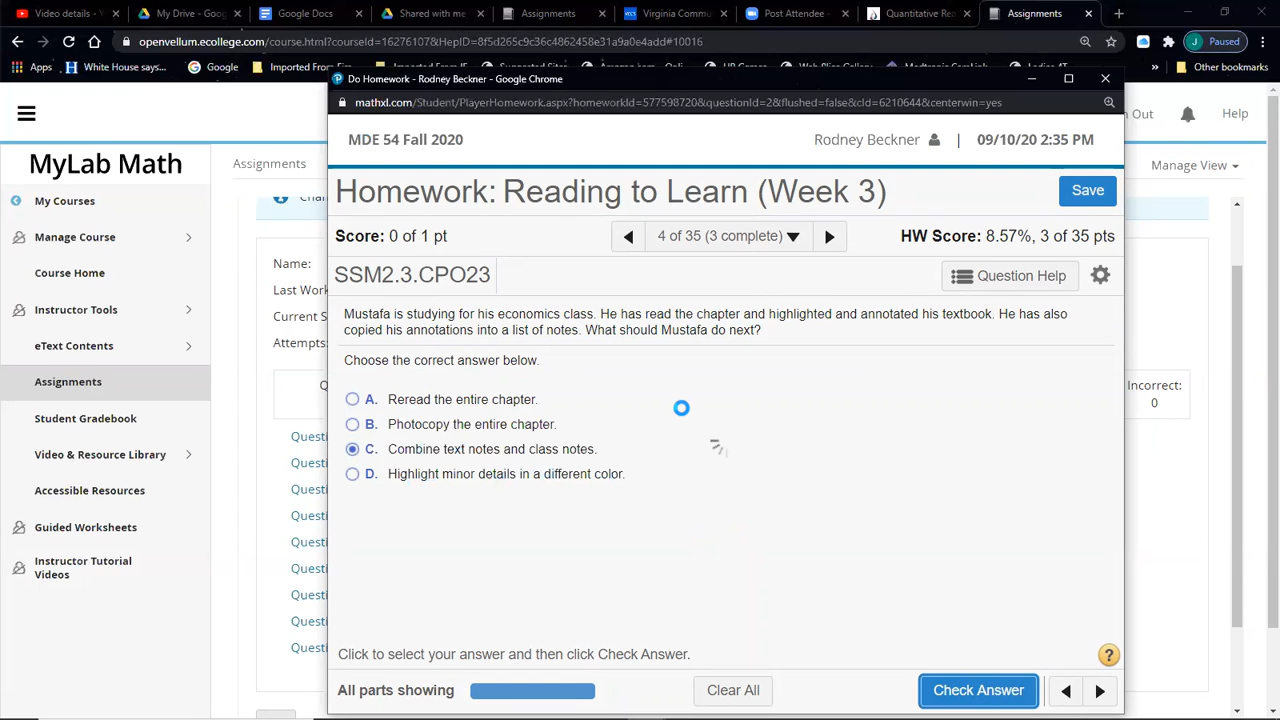 Video details - Y
My Drive - Goog
Google Docs
Shared with me
Assignments
Virginia Commu
Post Attendee -
Quantitative Re
Assignments
openvellum.ecollege.com/course.html?courseId=16276107&HepID=8f5d265c9c36c4862458e31a9a0e4add#10016
J Paused
Apps
White House says...
Google
Imported From Fire
Other bookmarks
Do Homework - Rodney Beckner - Google Chrome
mathxl.com/Student/PlayerHomework.aspx?homeworkId=577598720&questionId=2&flushed=false&cId=6210644&centerwin=yes
MDE 54 Fall 2020
Rodney Beckner | 09/10/20 2:35 PM
Out
Help
MyLab Math
Assignments
Manage View
My Courses
Manage Course
Course Home
Instructor Tools
eText Contents
Assignments
Student Gradebook
Video & Resource Library
Accessible Resources
Guided Worksheets
Instructor Tutorial
Videos
Name:
Last Work
Current S
Attempts:
Q
Incorrect:
0
Questi
Questi
Questi
Questi
Questi
Questi
Questi
Questi
Questi
Homework: Reading to Learn (Week 3)
Save
Score: 0 of 1 pt
4 of 35 (3 complete)
HW Score: 8.57%, 3 of 35 pts
SSM2.3.CPO23
Question Help
Mustafa is studying for his economics class. He has read the chapter and highlighted and annotated his textbook. He has also
copied his annotations into a list of notes. What should Mustafa do next?
Choose the correct answer below.
A. Reread the entire chapter.
B. Photocopy the entire chapter.
C. Combine text notes and class notes.
D. Highlight minor details in a different color.
Click to select your answer and then click Check Answer.
?
All parts showing
Clear All
Check Answer